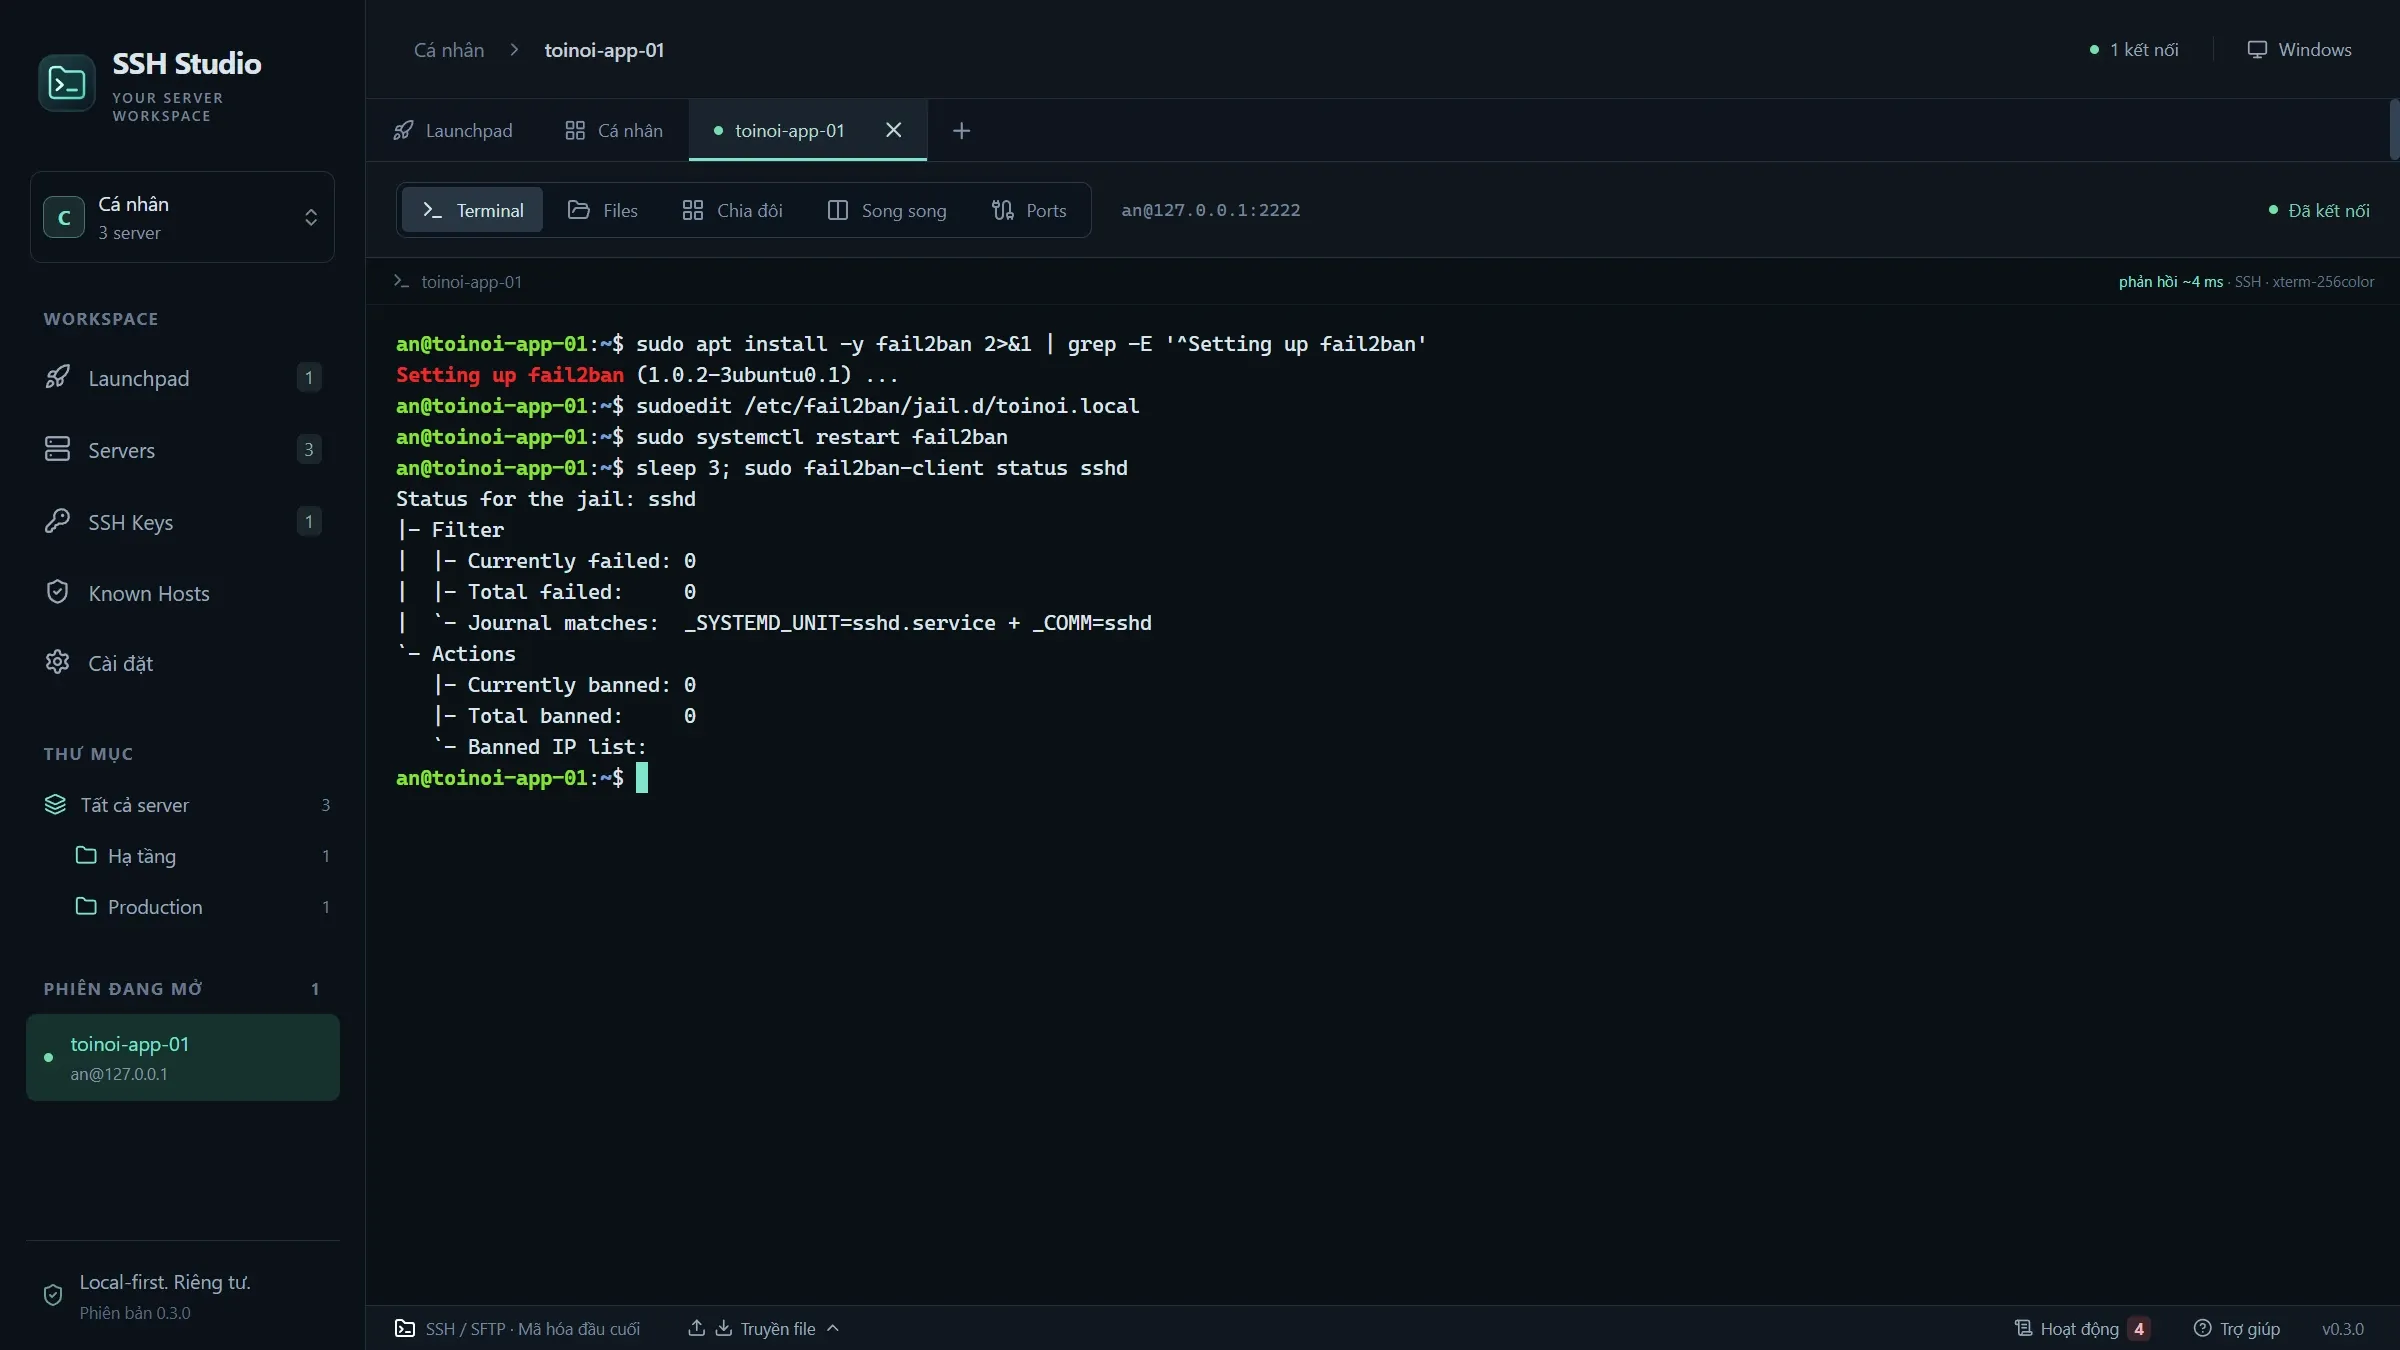 SSH Studio
YOUR SERVER
WORKSPACE
C
Cá nhân
3 server
WORKSPACE
Launchpad 1
Servers 3
SSH Keys 1
Known Hosts
Cài đặt
THƯ MỤC
Tất cả server 3
Hạ tầng 1
Production 1
PHIÊN ĐANG MỞ 1
toinoi-app-01
an@127.0.0.1
Local-first. Riêng tư.
Phiên bản 0.3.0
Cá nhân > toinoi-app-01
1 kết nối
Windows
Launchpad
Cá nhân
toinoi-app-01
Terminal
Files
Chia đôi
Song song
Ports
an@127.0.0.1:2222
Đã kết nối
toinoi-app-01
phản hồi ~4 ms · SSH · xterm-256color
an@toinoi-app-01:~$ sudo apt install -y fail2ban 2>&1 | grep -E '^Setting up fail2ban'
Setting up fail2ban (1.0.2-3ubuntu0.1) ...
an@toinoi-app-01:~$ sudoedit /etc/fail2ban/jail.d/toinoi.local
an@toinoi-app-01:~$ sudo systemctl restart fail2ban
an@toinoi-app-01:~$ sleep 3; sudo fail2ban-client status sshd
Status for the jail: sshd
|- Filter
|  |- Currently failed: 0
|  |- Total failed:     0
|  `- Journal matches:  _SYSTEMD_UNIT=sshd.service + _COMM=sshd
`- Actions
   |- Currently banned: 0
   |- Total banned:     0
   `- Banned IP list:
an@toinoi-app-01:~$
SSH / SFTP · Mã hóa đầu cuối
Truyền file
Hoạt động 4
Trợ giúp
v0.3.0